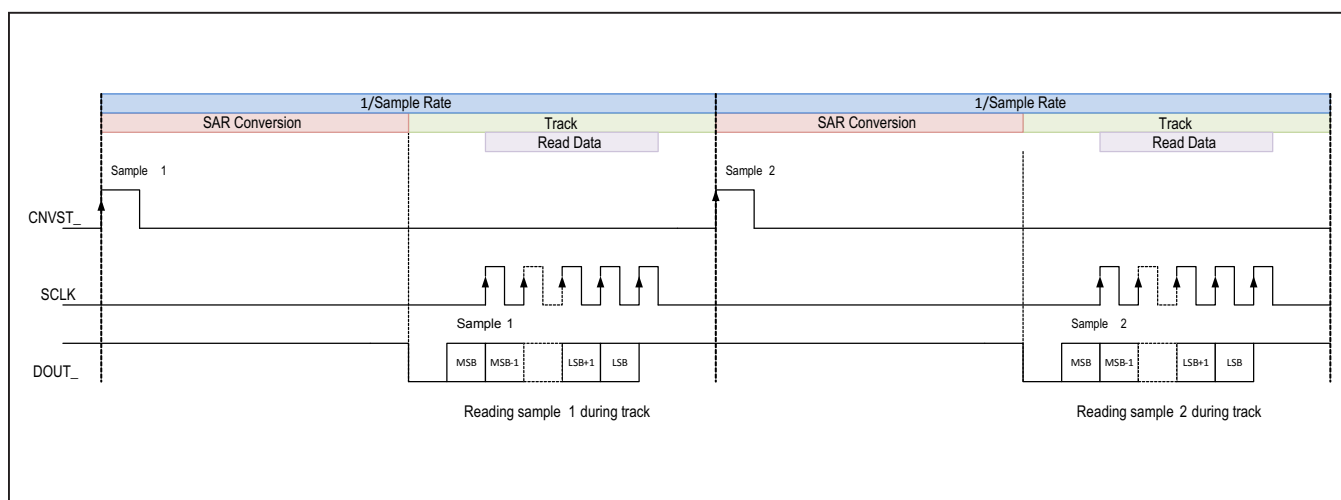 1/Sample Rate 1/Sample Rate
SAR Conversion Track SAR Conversion Track
Read Data Read Data
Sample 1 Sample 2
CNVST_
SCLK
Sample 1 Sample 2
MSB MSB-1 LSB+1 LSB MSB MSB-1 LSB+1 LSB
DOUT_
Reading sample 1 during track Reading sample 2 during track